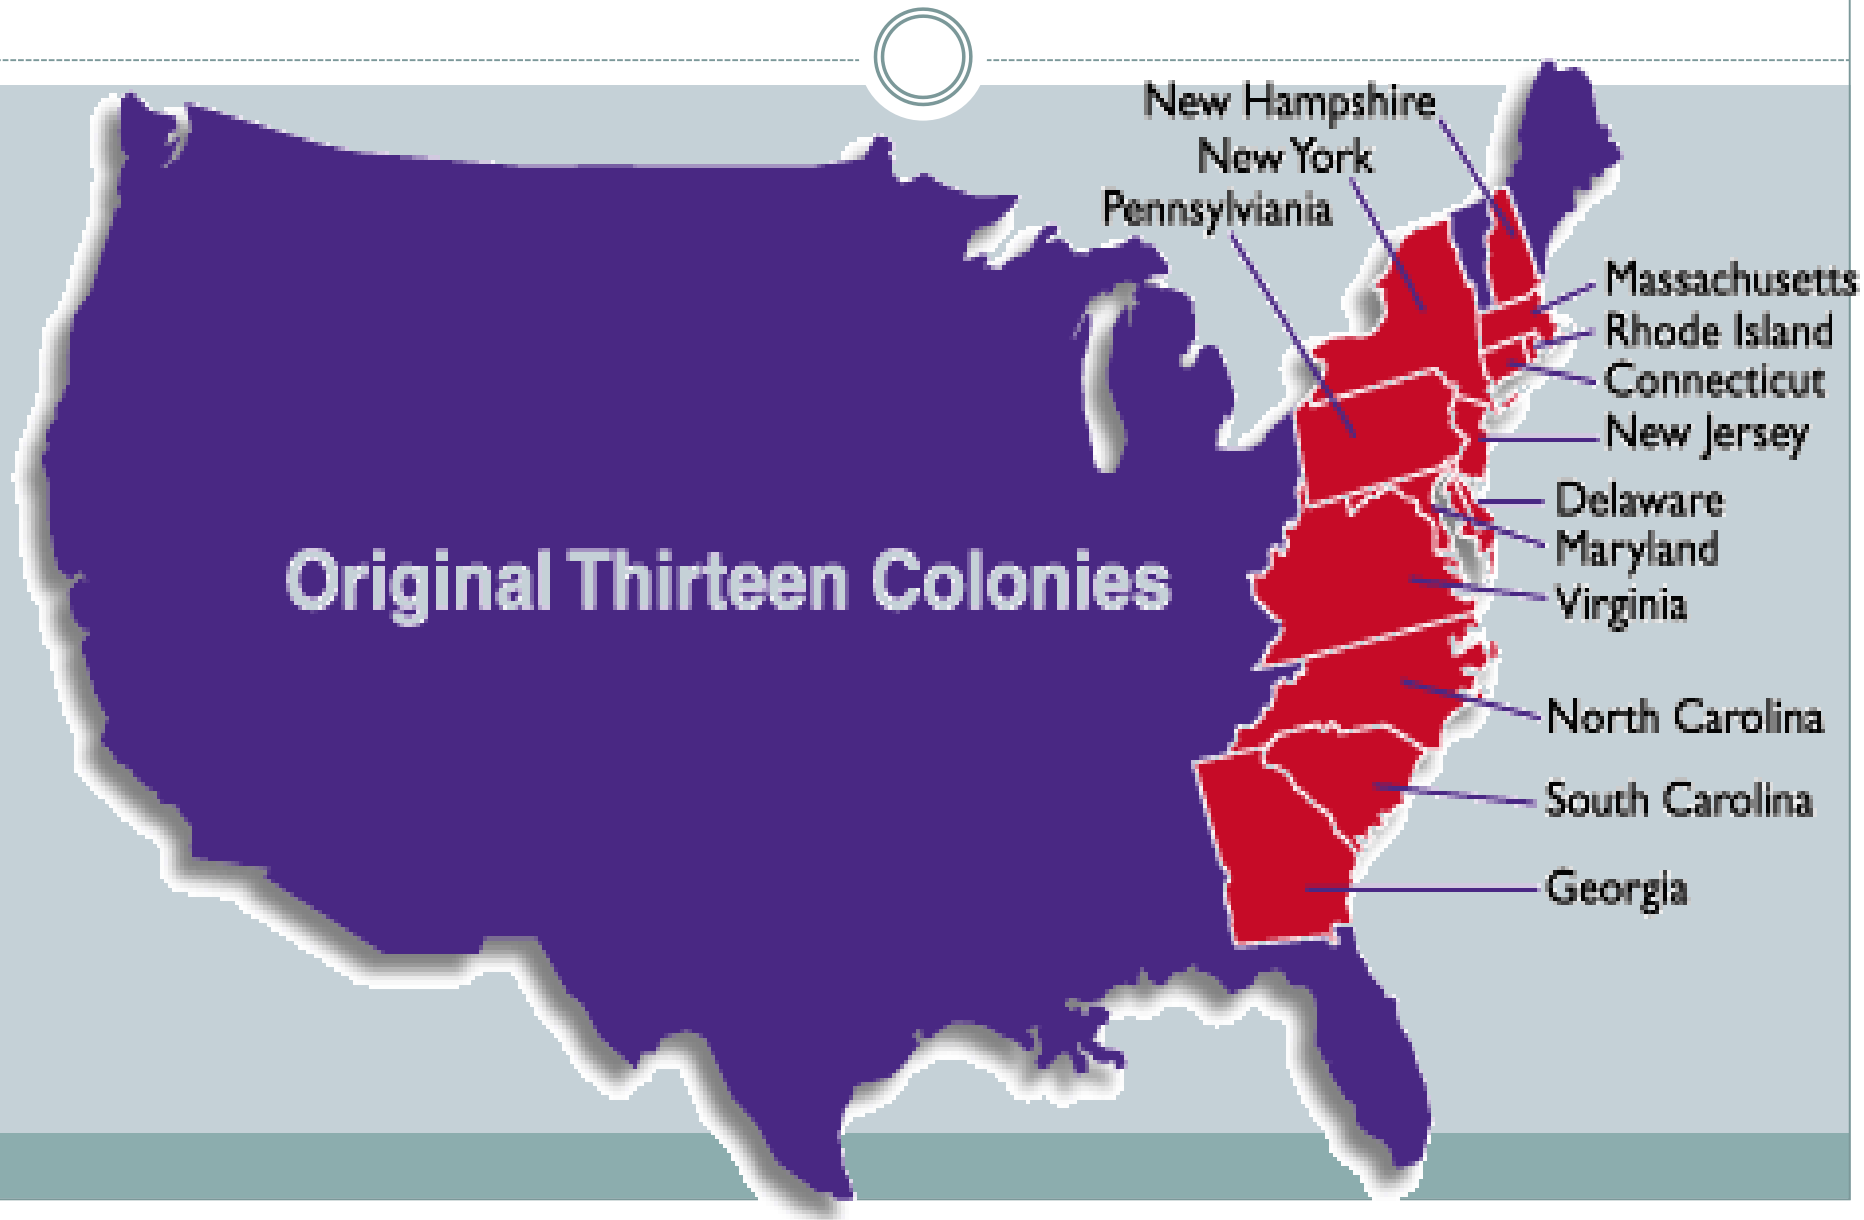 New Hampshire
New York
Pennsylviania
Massachusetts
Rhode Island
Connecticut
New Jersey
Delaware
Maryland
Original Thirteen Colonies
Virginia
North Carolina
South Carolina
Georgia